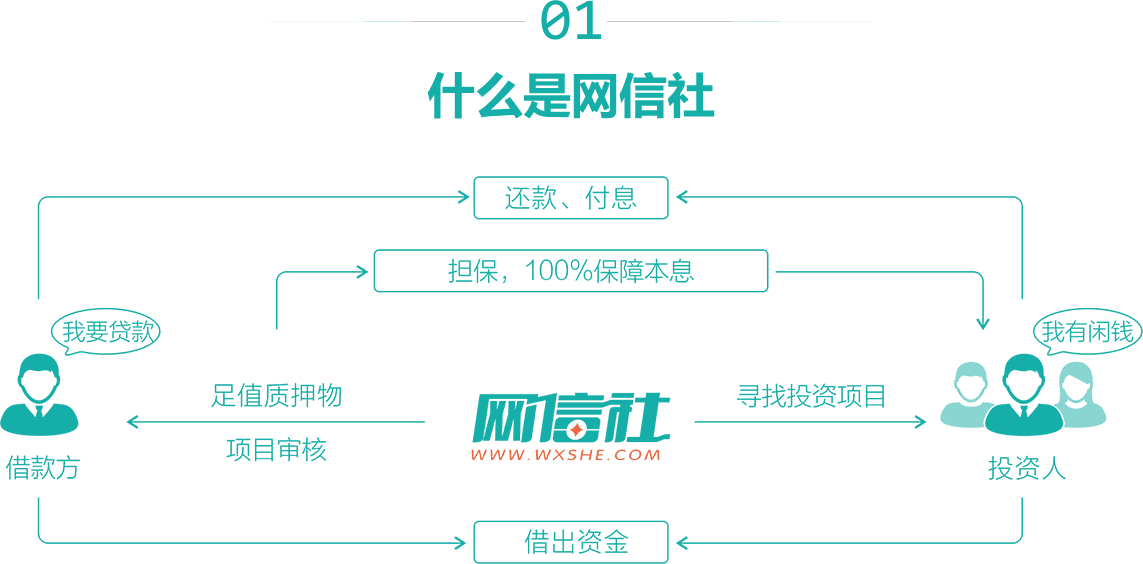 01
什么是网信社
还款、付息
担保，100%保障本息
我要贷款
我有闲钱
足值质押物
项目审核
网信社
WWW.WXSHE.COM
寻找投资项目
借款方
投资人
借出资金